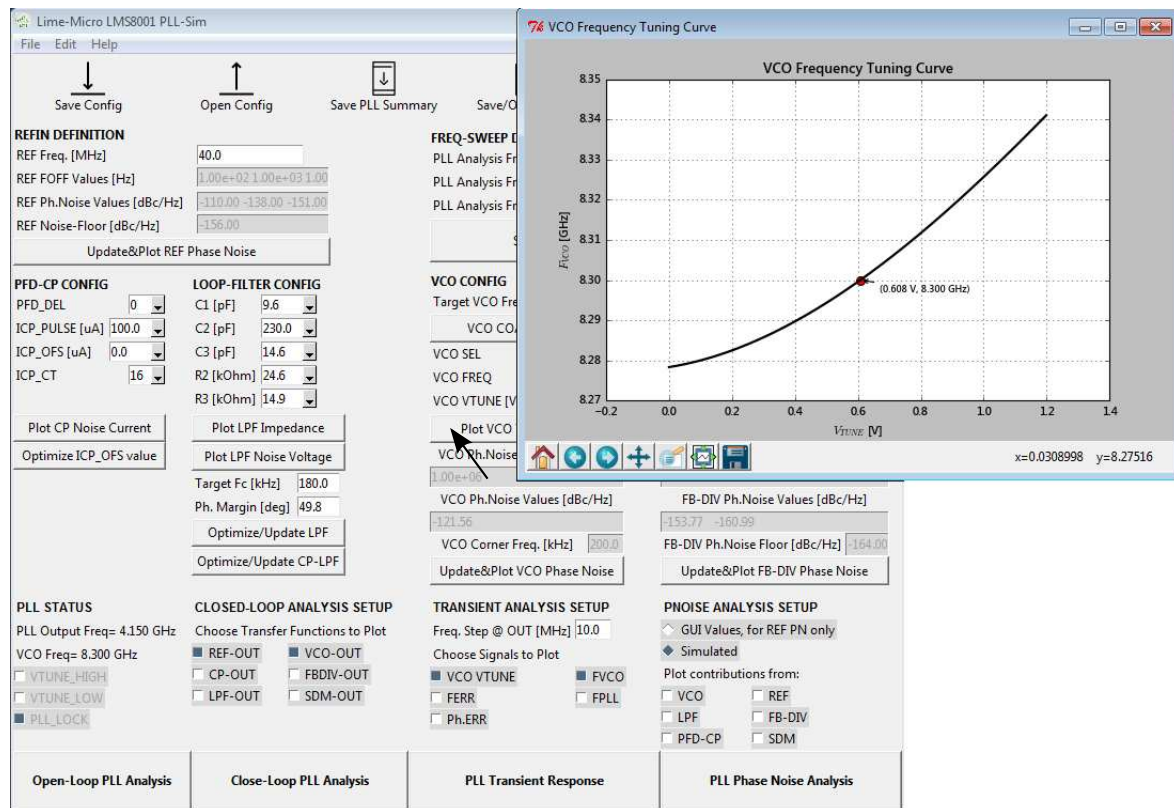 Lime-Micro LMS8001 PLL-Sim
File Edit Help
Save Config
Open Config
Save PLL Summary
Save/O
REFIN DEFINITION
REF Freq. [MHz] 40.0
REF FOFF Values [Hz] 1.00e+02 1.00e+03 1.00
REF Ph.Noise Values [dBc/Hz] -110.00 -138.00 -151.00
REF Noise-Floor [dBc/Hz] -156.00
Update&Plot REF Phase Noise
FREQ-SWEEP D
PLL Analysis Fr
PLL Analysis Fr
PLL Analysis Fr
S
PFD-CP CONFIG
PFD_DEL 0
ICP_PULSE [uA] 100.0
ICP_OFS [uA] 0.0
ICP_CT 16
Plot CP Noise Current
Optimize ICP_OFS value
LOOP-FILTER CONFIG
C1 [pF] 9.6
C2 [pF] 230.0
C3 [pF] 14.6
R2 [kOhm] 24.6
R3 [kOhm] 14.9
Plot LPF Impedance
Plot LPF Noise Voltage
Target Fc [kHz] 180.0
Ph. Margin [deg] 49.8
Optimize/Update LPF
Optimize/Update CP-LPF
VCO CONFIG
Target VCO Fre
VCO COA
VCO SEL
VCO FREQ
VCO VTUNE [V
Plot VCO
VCO Ph.Noise
1.00e+06
VCO Ph.Noise Values [dBc/Hz]
-121.56
VCO Corner Freq. [kHz] 200.0
Update&Plot VCO Phase Noise
FB-DIV Ph.Noise Values [dBc/Hz]
-153.77 -160.99
FB-DIV Ph.Noise Floor [dBc/Hz] -164.00
Update&Plot FB-DIV Phase Noise
PLL STATUS
PLL Output Freq= 4.150 GHz
VCO Freq= 8.300 GHz
VTUNE_HIGH
VTUNE_LOW
PLL_LOCK
CLOSED-LOOP ANALYSIS SETUP
Choose Transfer Functions to Plot
REF-OUT VCO-OUT
CP-OUT FBDIV-OUT
LPF-OUT SDM-OUT
TRANSIENT ANALYSIS SETUP
Freq. Step @ OUT [MHz] 10.0
Choose Signals to Plot
VCO VTUNE FVCO
FERR FPLL
Ph.ERR
PNOISE ANALYSIS SETUP
GUI Values, for REF PN only
Simulated
Plot contributions from:
VCO REF
LPF FB-DIV
PFD-CP SDM
Open-Loop PLL Analysis
Close-Loop PLL Analysis
PLL Transient Response
PLL Phase Noise Analysis
VCO Frequency Tuning Curve
VCO Frequency Tuning Curve
8.35
8.34
8.33
8.32
8.31
8.30
8.29
8.28
8.27
FVCO [GHz]
(0.608 V, 8.300 GHz)
−0.2 0.0 0.2 0.4 0.6 0.8 1.0 1.2 1.4
VTUNE [V]
x=0.0308998 y=8.27516